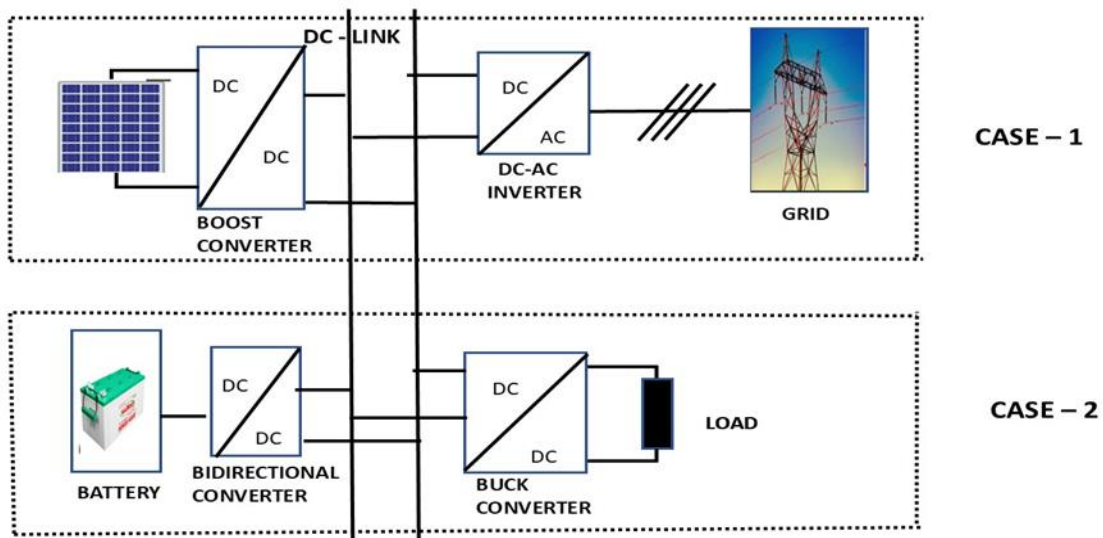 DC - LINK
DC
DC
BOOST
CONVERTER
DC
AC
DC-AC
INVERTER
GRID
CASE – 1
DC
DC
BATTERY
BIDIRECTIONAL
CONVERTER
DC
DC
BUCK
CONVERTER
LOAD
CASE – 2